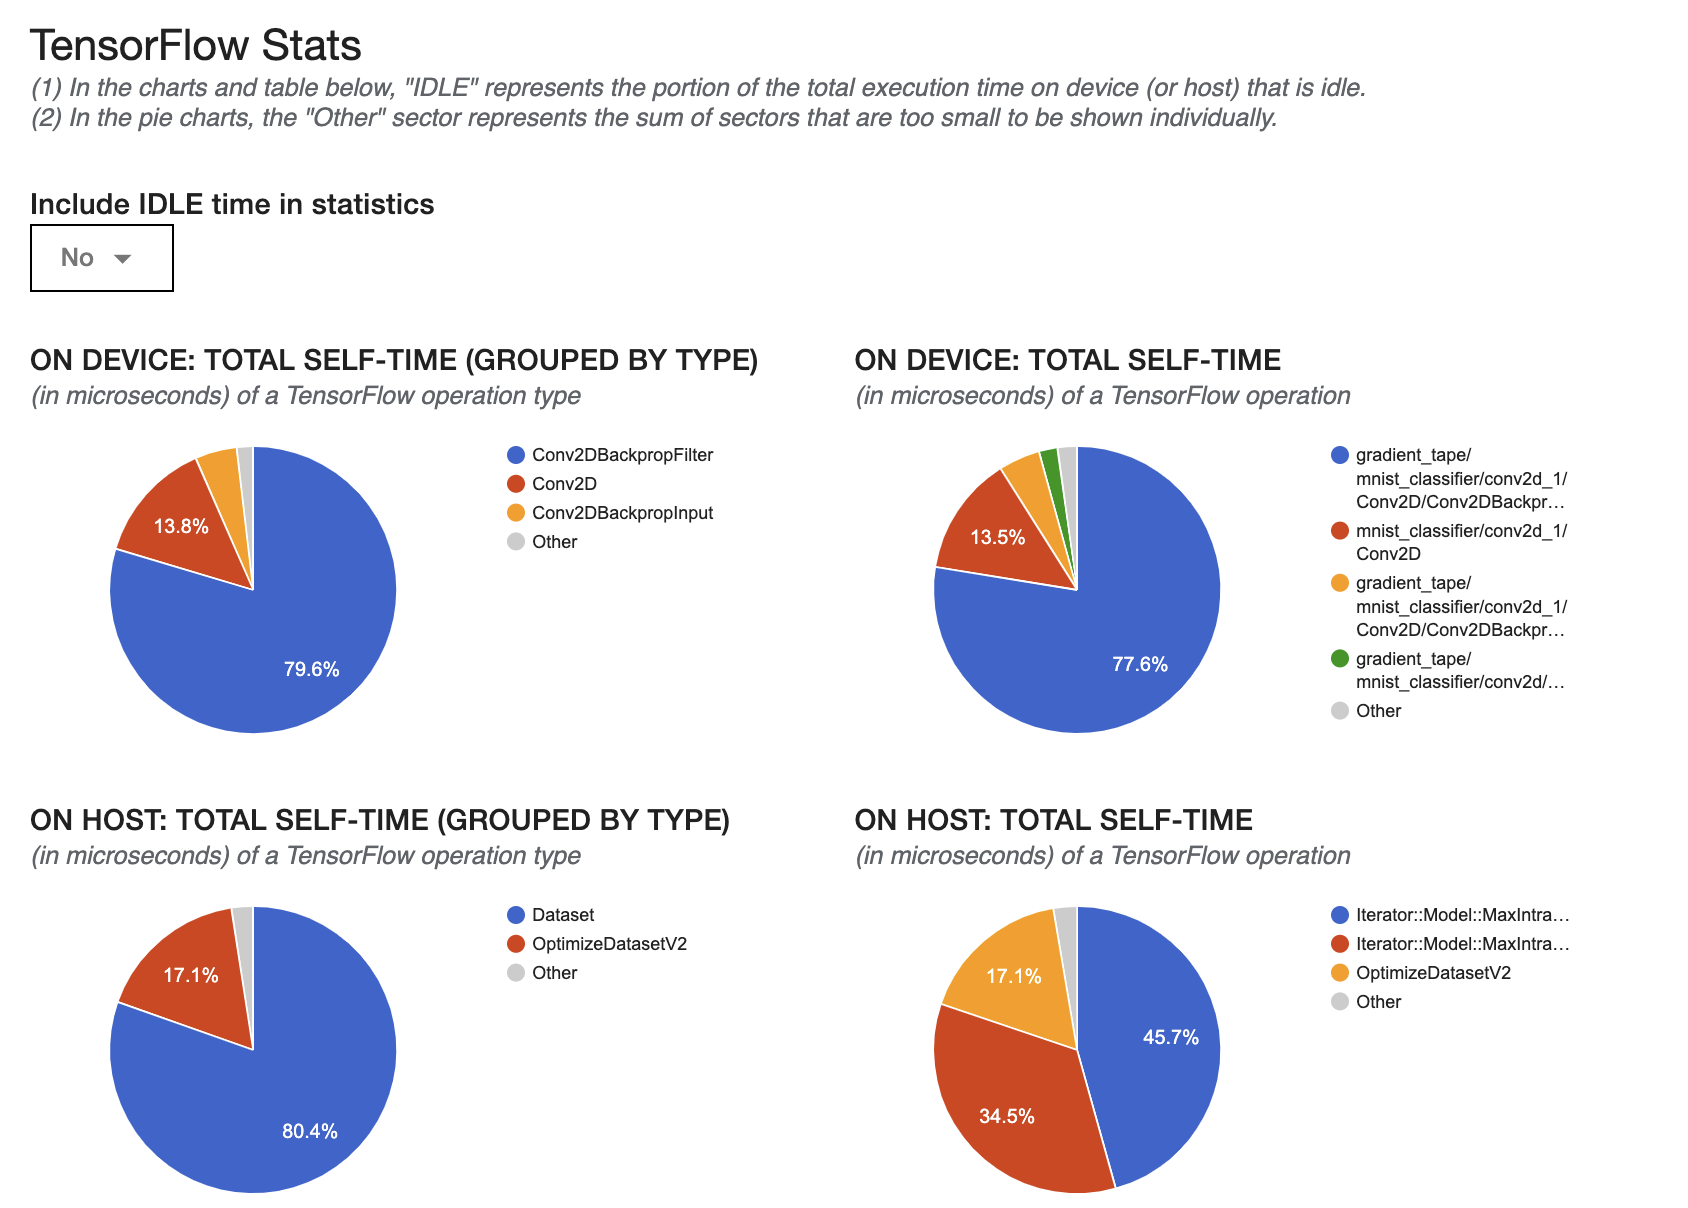 TensorFlow Stats
(1) In the charts and table below, "IDLE" represents the portion of the total execution time on device (or host) that is idle.
(2) In the pie charts, the "Other" sector represents the sum of sectors that are too small to be shown individually.
Include IDLE time in statistics
No
ON DEVICE: TOTAL SELF-TIME (GROUPED BY TYPE)
(in microseconds) of a TensorFlow operation type
13.8%
79.6%
Conv2DBackpropFilter
Conv2D
Conv2DBackpropInput
Other
ON DEVICE: TOTAL SELF-TIME
(in microseconds) of a TensorFlow operation
13.5%
77.6%
gradient_tape/
mnist_classifier/conv2d_1/
Conv2D/Conv2DBackpr...
mnist_classifier/conv2d_1/
Conv2D
gradient_tape/
mnist_classifier/conv2d_1/
Conv2D/Conv2DBackpr...
gradient_tape/
mnist_classifier/conv2d/...
Other
ON HOST: TOTAL SELF-TIME (GROUPED BY TYPE)
(in microseconds) of a TensorFlow operation type
17.1%
80.4%
Dataset
OptimizeDatasetV2
Other
ON HOST: TOTAL SELF-TIME
(in microseconds) of a TensorFlow operation
17.1%
45.7%
34.5%
Iterator::Model::MaxIntra...
Iterator::Model::MaxIntra...
OptimizeDatasetV2
Other